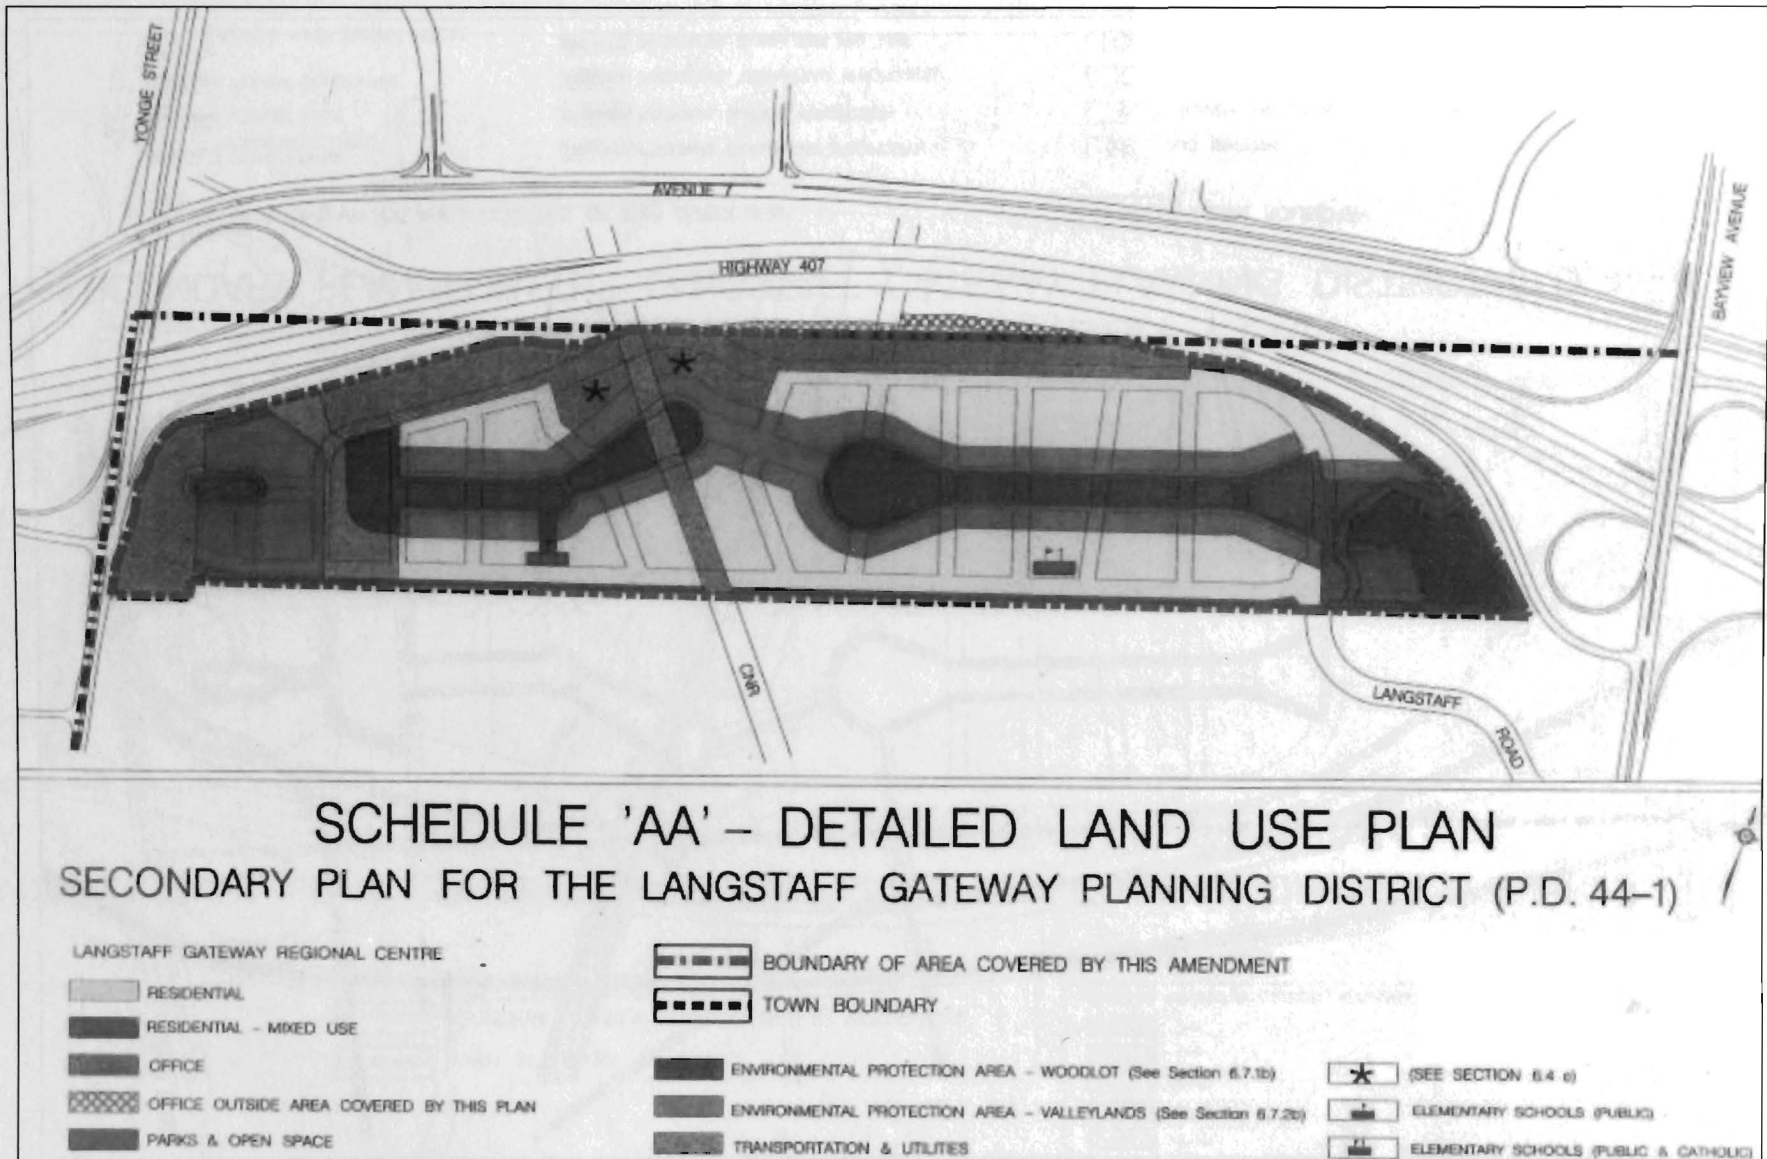 YONGE STREET
AVENUE 7
HIGHWAY 407
BAYVIEW AVENUE
CNR
LANGSTAFF ROAD
SCHEDULE 'AA' – DETAILED LAND USE PLAN
SECONDARY PLAN FOR THE LANGSTAFF GATEWAY PLANNING DISTRICT (P.D. 44–1)
LANGSTAFF GATEWAY REGIONAL CENTRE
RESIDENTIAL
RESIDENTIAL - MIXED USE
OFFICE
OFFICE OUTSIDE AREA COVERED BY THIS PLAN
PARKS & OPEN SPACE
BOUNDARY OF AREA COVERED BY THIS AMENDMENT
TOWN BOUNDARY
ENVIRONMENTAL PROTECTION AREA - WOODLOT (See Section 6.7.1b)
ENVIRONMENTAL PROTECTION AREA - VALLEYLANDS (See Section 6.7.2b)
TRANSPORTATION & UTILITIES
(SEE SECTION 6.4 e)
ELEMENTARY SCHOOLS (PUBLIC)
ELEMENTARY SCHOOLS (PUBLIC & CATHOLIC)